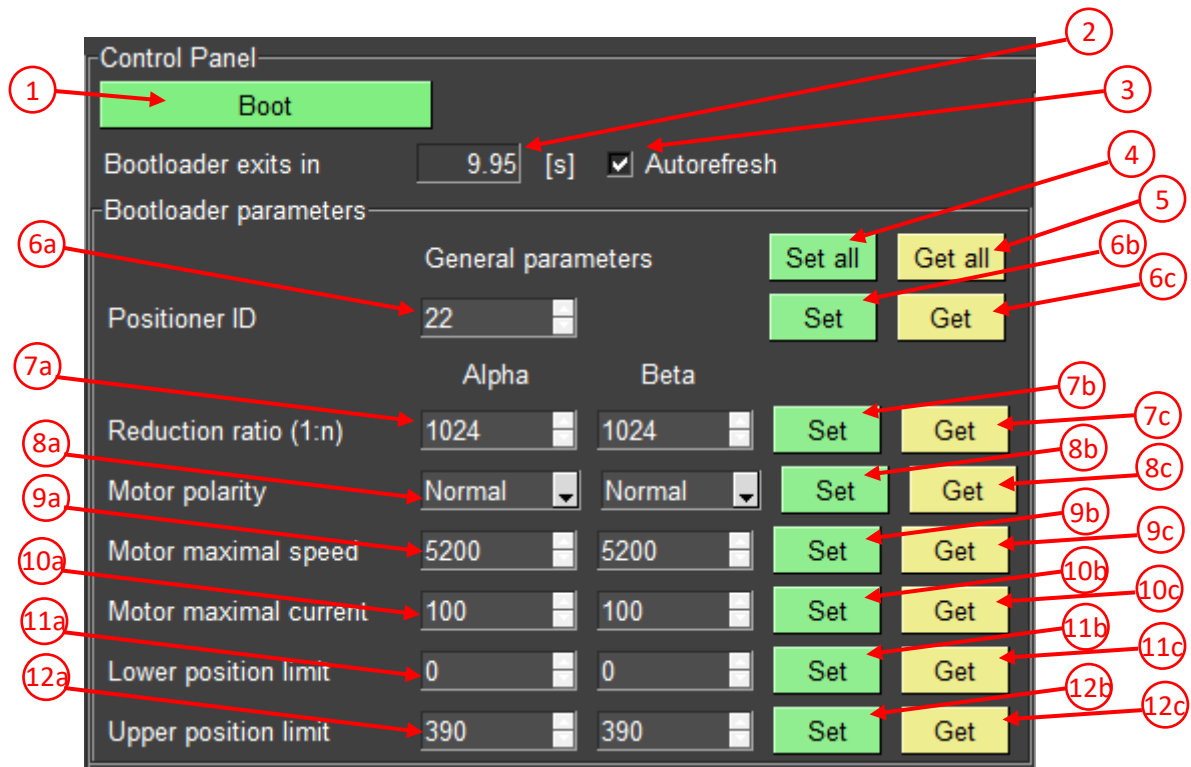 2
Control Panel
1
Boot
3
Bootloader exits in 9.95 [s] Autorefresh
4
Bootloader parameters
5
6a
General parameters Set all Get all
6b
6c
Positioner ID 22 Set Get
7a
Alpha Beta
7b
Reduction ratio (1:n) 1024 1024 Set Get
7c
8a
8b
8c
Motor polarity Normal Normal Set Get
9a
9b
9c
Motor maximal speed 5200 5200 Set Get
10a
10b
10c
Motor maximal current 100 100 Set Get
11a
11b
11c
Lower position limit 0 0 Set Get
12a
12b
12c
Upper position limit 390 390 Set Get